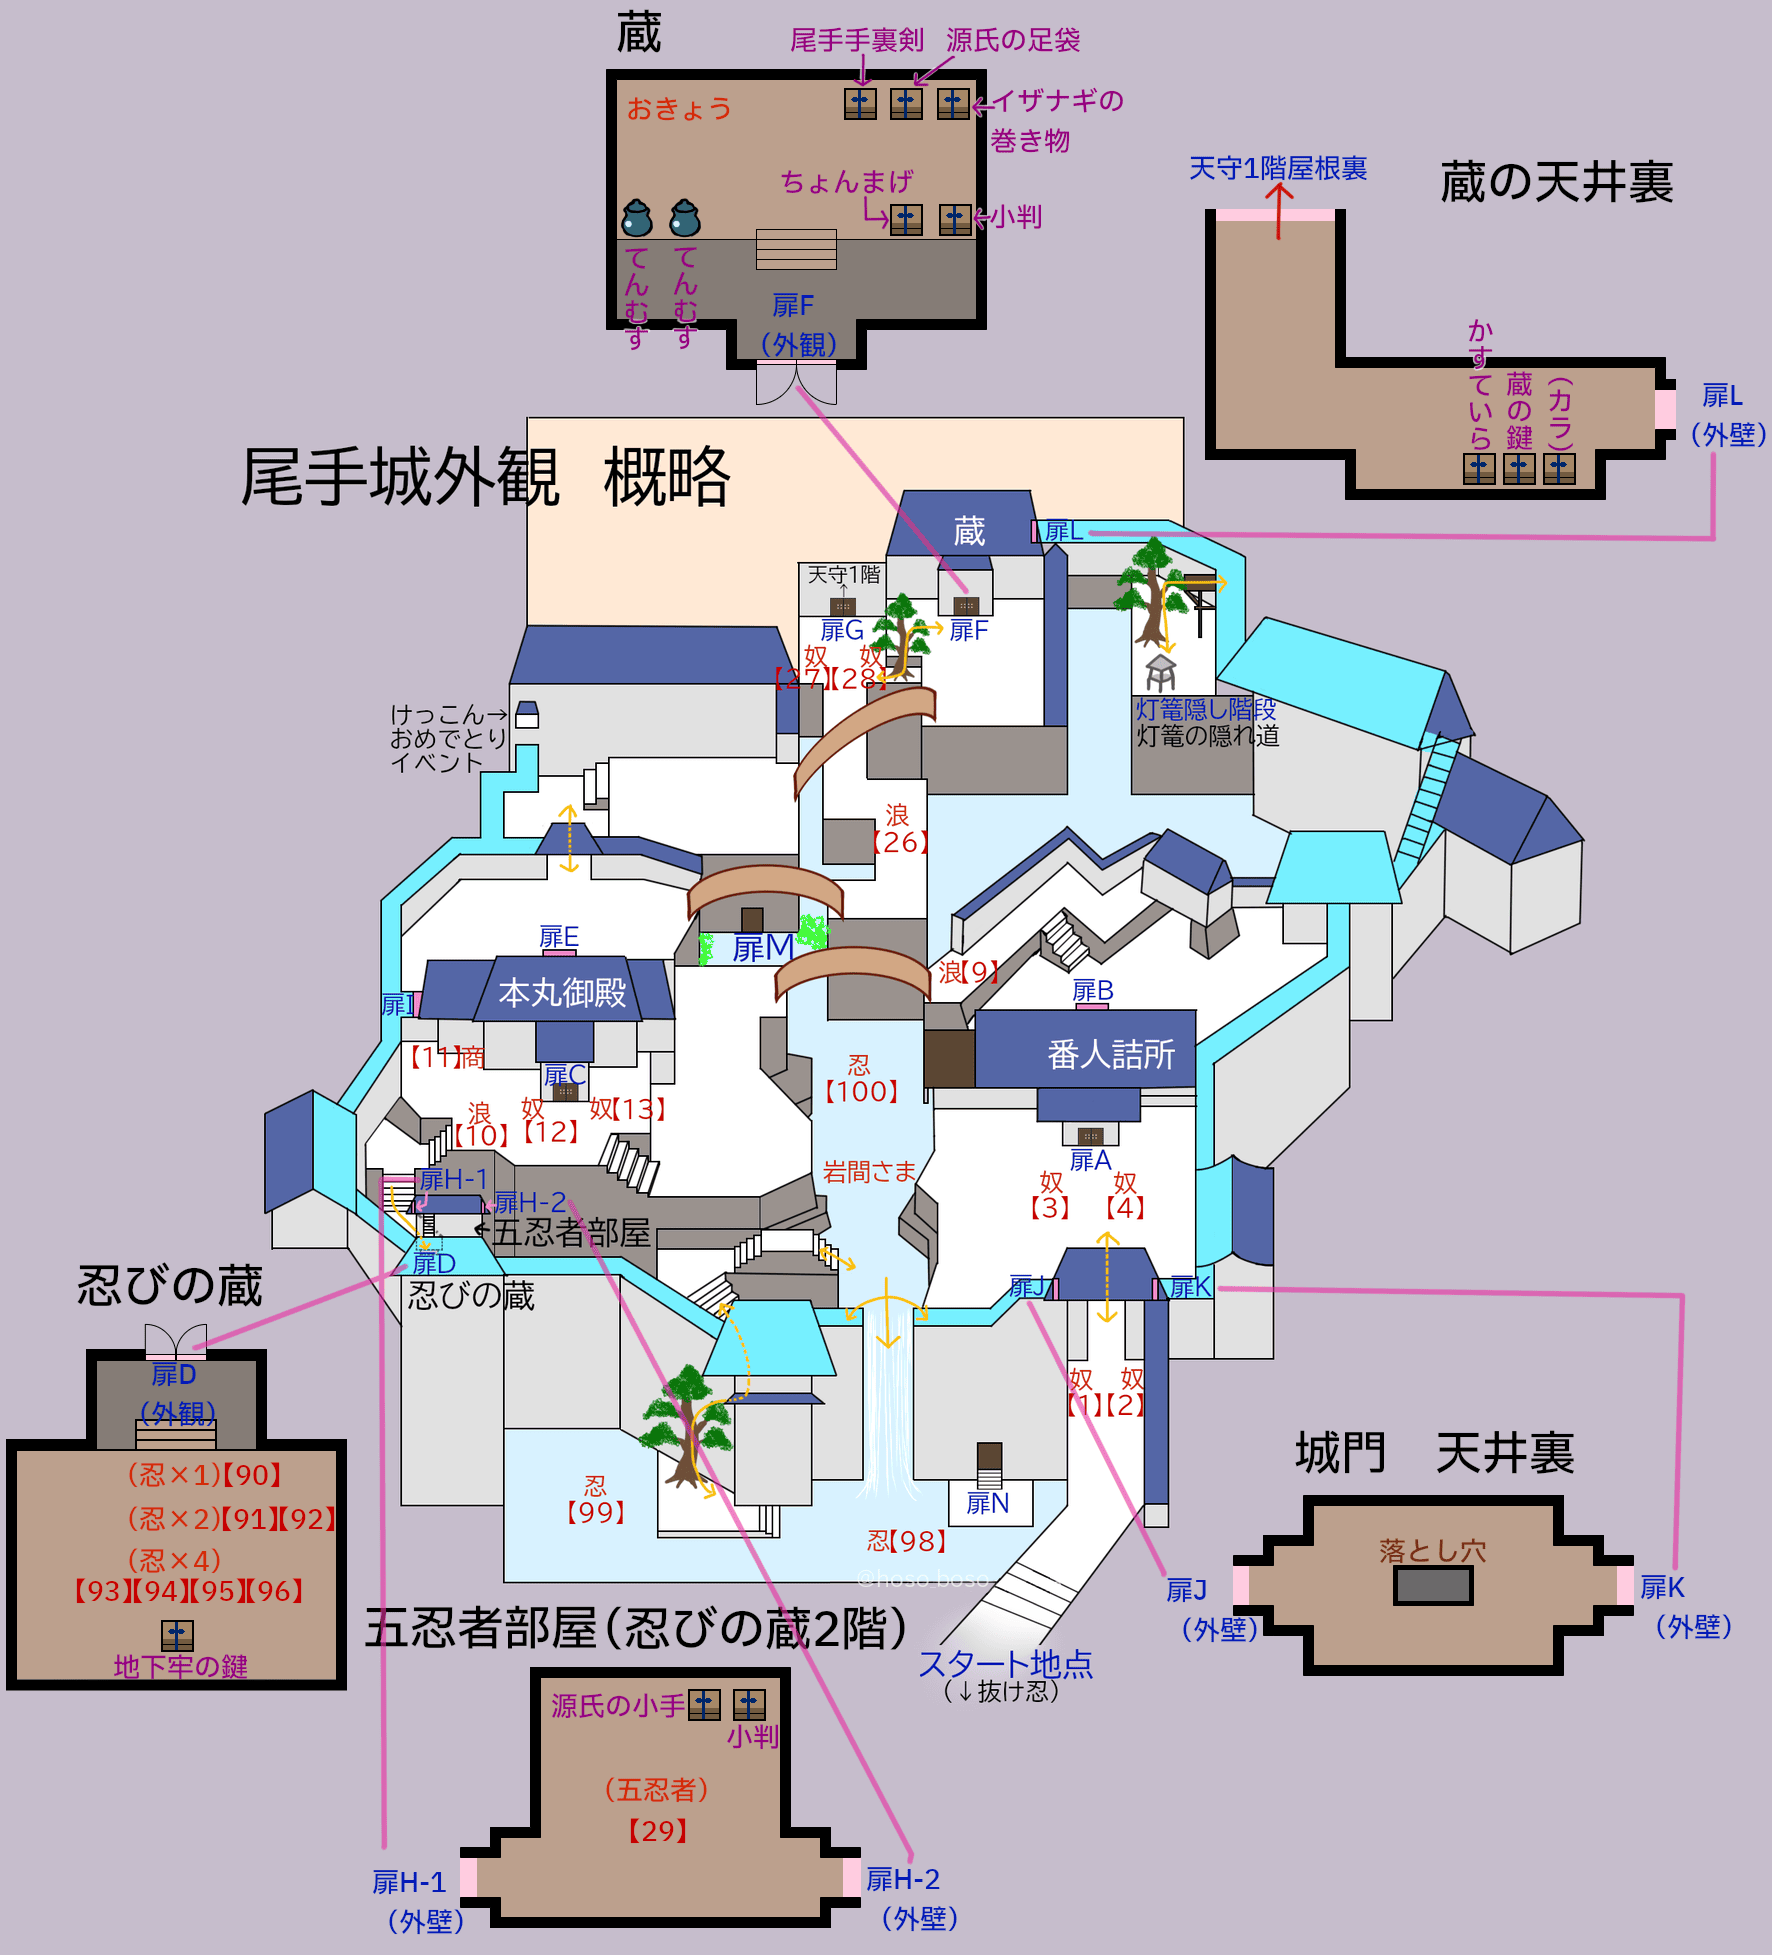 蔵
尾手手裏剣
源氏の足袋
おきょう
イザナギの
巻き物
ちょんまげ
小判
てんむす
てんむす
扉F
（外観）
天守1階屋根裏
蔵の天井裏
かすていら
蔵の鍵
（カラ）
扉L
（外壁）
尾手城外観 概略
蔵
扉L
天守1階
↑
扉G
扉F
奴
【27】
奴
【28】
灯篭隠し階段
灯篭の隠れ道
けっこん→
おめでとり
イベント
浪
【26】
扉M
扉E
浪【9】
扉B
本丸御殿
扉I
番人詰所
【11】商
扉C
忍
【100】
浪
【10】
奴
【12】
奴【13】
扉A
岩間さま
奴
【3】
奴
【4】
扉H-1
扉H-2
←五忍者部屋
扉D
忍びの蔵
忍びの蔵
扉J
扉K
扉D
（外観）
（忍×1）【90】
（忍×2）【91】【92】
（忍×4）
【93】【94】【95】【96】
地下牢の鍵
奴
【1】
奴
【2】
忍
【99】
扉N
忍【98】
@hoso_boso
城門 天井裏
落とし穴
扉J
（外壁）
扉K
（外壁）
スタート地点
（↓抜け忍）
五忍者部屋（忍びの蔵2階）
源氏の小手
小判
（五忍者）
【29】
扉H-1
（外壁）
扉H-2
（外壁）